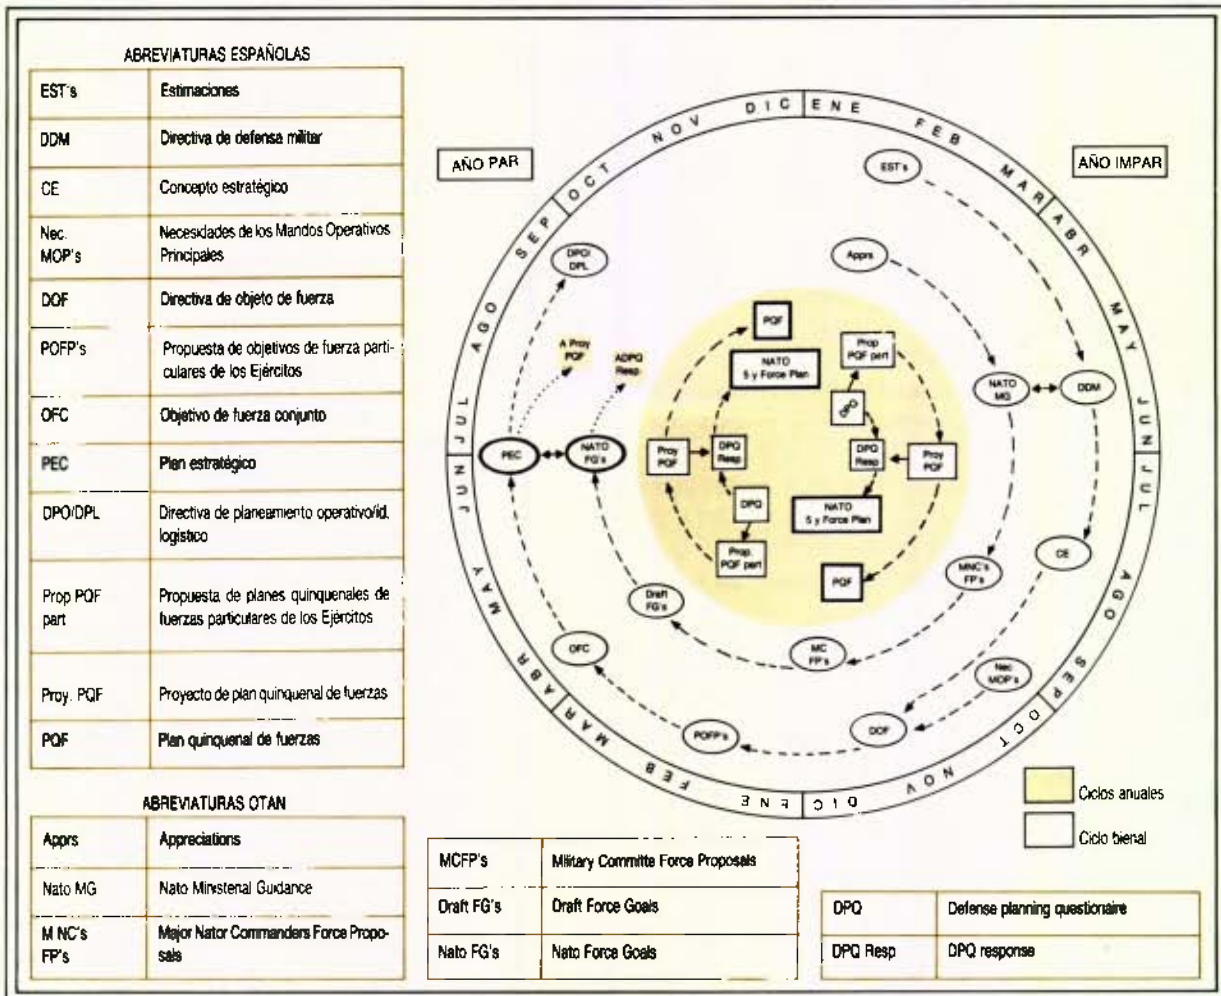 ABREVIATURAS ESPAÑOLAS
EST's Estimaciones
DDM Directiva de defensa militar
CE Concepto estratégico
Nec. Necesidades de los Mandos Operativos
MOP's Principales
DOF Directiva de objeto de fuerza
POFP's Propuesta de objetivos de fuerza parti-
culares de los Ejércitos
OFC Objetivo de fuerza conjunto
PEC Plan estratégico
DPO/DPL Directiva de planeamiento operativo/id.
logístico
Prop PQF Propuesta de planes quinquenales de
part fuerzas particulares de los Ejércitos
Proy. PQF Proyecto de plan quinquenal de fuerzas
PQF Plan quinquenal de fuerzas
ABREVIATURAS OTAN
Apprs Appreciations
Nato MG Nato Ministerial Guidance
M NC's Major Nator Commanders Force Propo-
FP's sals
MCFP's Military Committe Force Proposals
Draft FG's Draft Force Goals
Nato FG's Nato Force Goals
DPQ Defense planning questionaire
DPQ Resp DPQ response
AÑO PAR
AÑO IMPAR
ENE FEB MAR ABR MAY JUN JUL AGO SEP OCT NOV DIC
ENE FEB MAR ABR MAY JUN JUL AGO SEP OCT NOV DIC
EST's
Apprs
NATO
MG
DDM
CE
MNC's
FP's
Nec
MOP's
DOF
MC
FP's
POFP's
OFC
Draft
FG's
PEC
NATO
FG's
DPO/
DPL
A Proy
PQF
ADPQ
Resp
PQF
NATO
5 y Force Plan
Proy
PQF
DPQ
Resp
DPQ
Prop.
PQF part
Prop
PQF part
DPQ
DPQ
Resp
Proy
PQF
NATO
5 y Force Plan
PQF
Ciclos anuales
Ciclo bienal